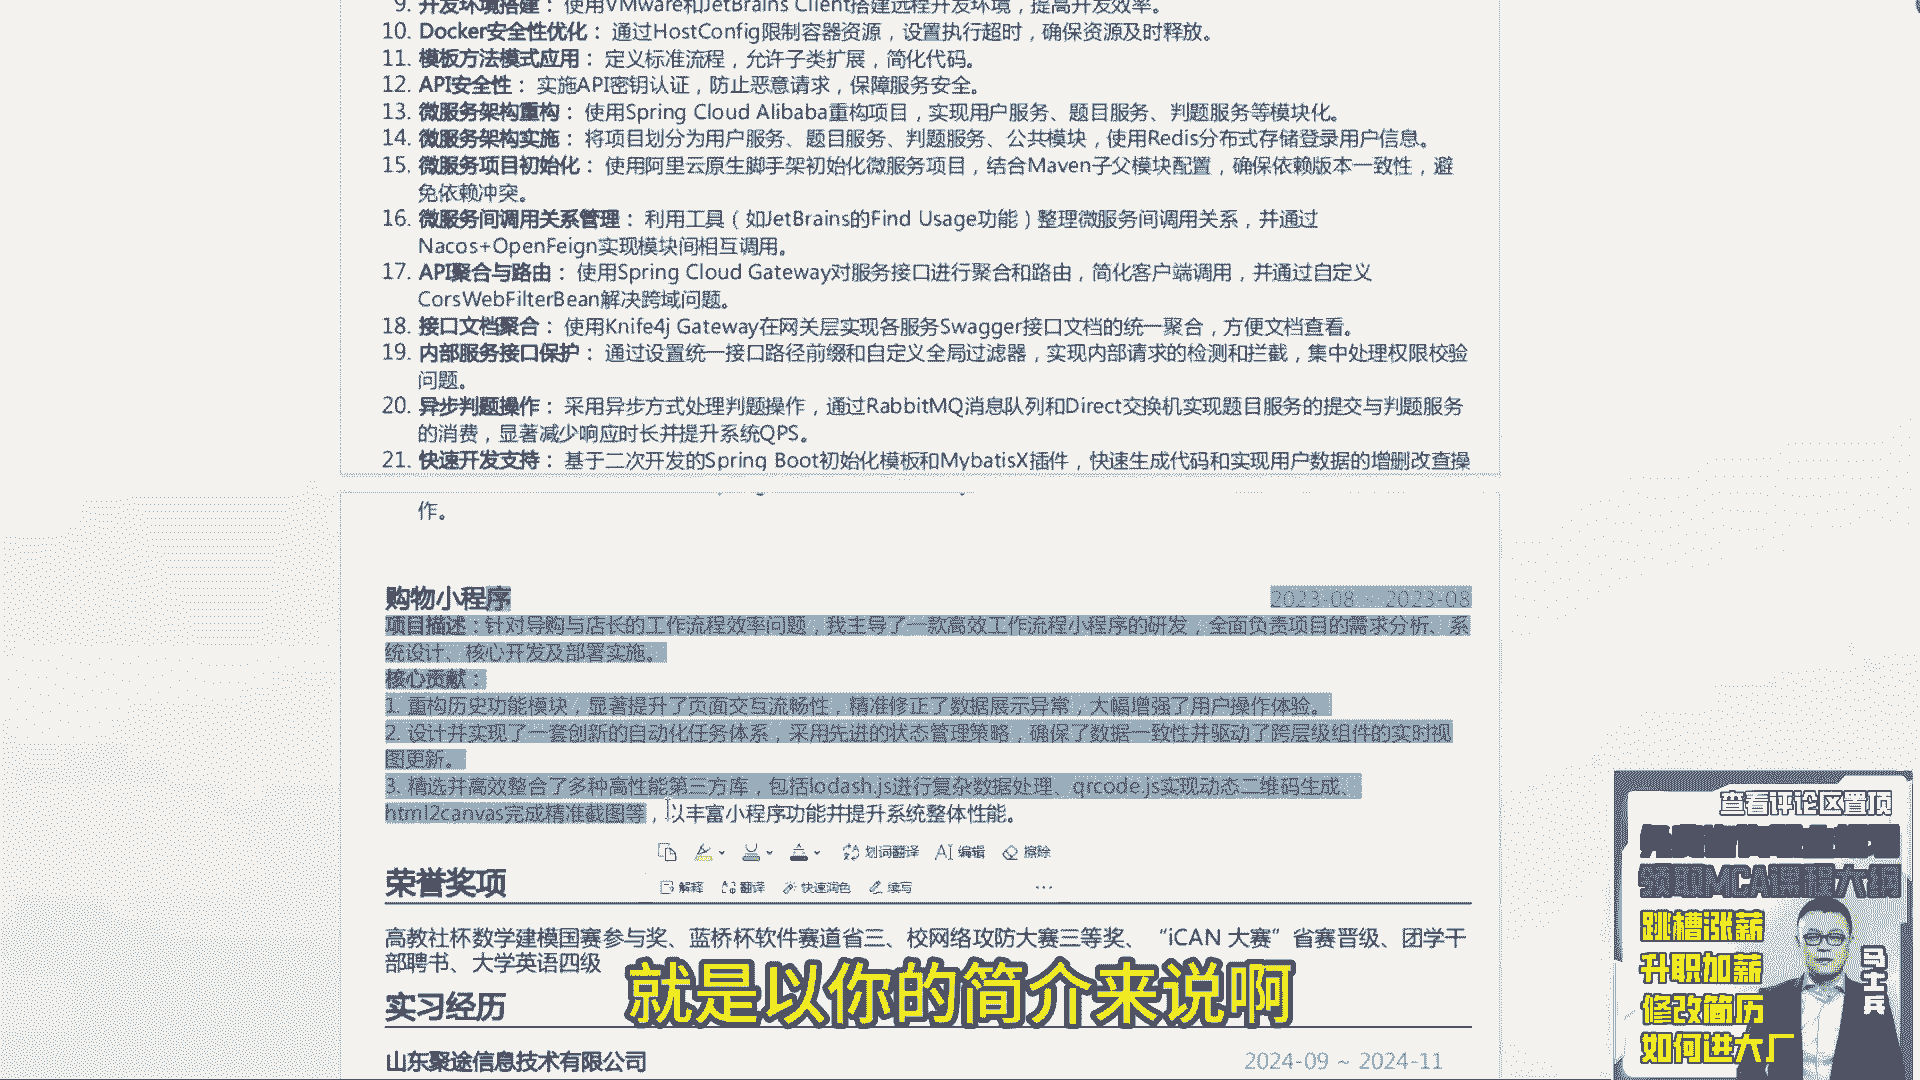 9. 开发环境搭建： 使用VMware和JetBrains Client搭建远程开发环境，提高开发效率。
10. Docker安全性优化： 通过HostConfig限制容器资源，设置执行超时，确保资源及时释放。
11. 模板方法模式应用： 定义标准流程，允许子类扩展，简化代码。
12. API安全性： 实施API密钥认证，防止恶意请求，保障服务安全。
13. 微服务架构重构： 使用Spring Cloud Alibaba重构项目，实现用户服务、题目服务、判题服务等模块化。
14. 微服务架构实施： 将项目划分为用户服务、题目服务、判题服务、公共模块，使用Redis分布式存储登录用户信息。
15. 微服务项目初始化： 使用阿里云原生脚手架初始化微服务项目，结合Maven子父模块配置，确保依赖版本一致性，避
免依赖冲突。
16. 微服务间调用关系管理： 利用工具（如JetBrains的Find Usage功能）整理微服务间调用关系，并通过
Nacos+OpenFeign实现模块间相互调用。
17. API聚合与路由： 使用Spring Cloud Gateway对服务接口进行聚合和路由，简化客户端调用，并通过自定义
CorsWebFilterBean解决跨域问题。
18. 接口文档聚合： 使用Knife4j Gateway在网关层实现各服务Swagger接口文档的统一聚合，方便文档查看。
19. 内部服务接口保护： 通过设置统一接口路径前缀和自定义全局过滤器，实现内部请求的检测和拦截，集中处理权限校验
问题。
20. 异步判题操作： 采用异步方式处理判题操作，通过RabbitMQ消息队列和Direct交换机实现题目服务的提交与判题服务
的消费，显著减少响应时长并提升系统QPS。
21. 快速开发支持： 基于二次开发的Spring Boot初始化模板和MybatisX插件，快速生成代码和实现用户数据的增删改查操
作。
购物小程序 2023-08 ~ 2023-08
项目描述：针对导购与店长的工作流程效率问题，我主导了一款高效工作流程小程序的研发，全面负责项目的需求分析、系
统设计、核心开发及部署实施。
核心贡献：
1. 重构历史功能模块，显著提升了页面交互流畅性，精准修正了数据展示异常，大幅增强了用户操作体验。
2. 设计并实现了一套创新的自动化任务体系，采用先进的状态管理策略，确保了数据一致性并驱动了跨层级组件的实时视
图更新。
3. 精选并高效整合了多种高性能第三方库，包括lodash.js进行复杂数据处理、qrcode.js实现动态二维码生成、
html2canvas完成精准截图等，以丰富小程序功能并提升系统整体性能。
划词翻译 编辑 擦除
解释 翻译 快速润色 续写 ...
荣誉奖项
高教社杯数学建模国赛参与奖、蓝桥杯软件赛道省三、校网络攻防大赛三等奖、“iCAN 大赛”省赛晋级、团学干
部聘书、大学英语四级
实习经历
山东聚途信息技术有限公司 2024-09 ~ 2024-11
就是以你的简介来说啊
查看评论区置顶
领取MCA课程大纲
跳槽涨薪
升职加薪
修改简历
如何进大厂
马士兵